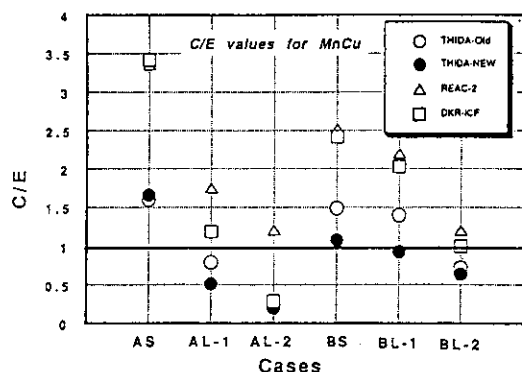 C/E values for MnCu
THIDA-Old
THIDA-NEW
REAC-2
DKR-ICF
4
3.5
3
2.5
2
1.5
1
0.5
0
C/E
AS AL-1 AL-2 BS BL-1 BL-2
Cases